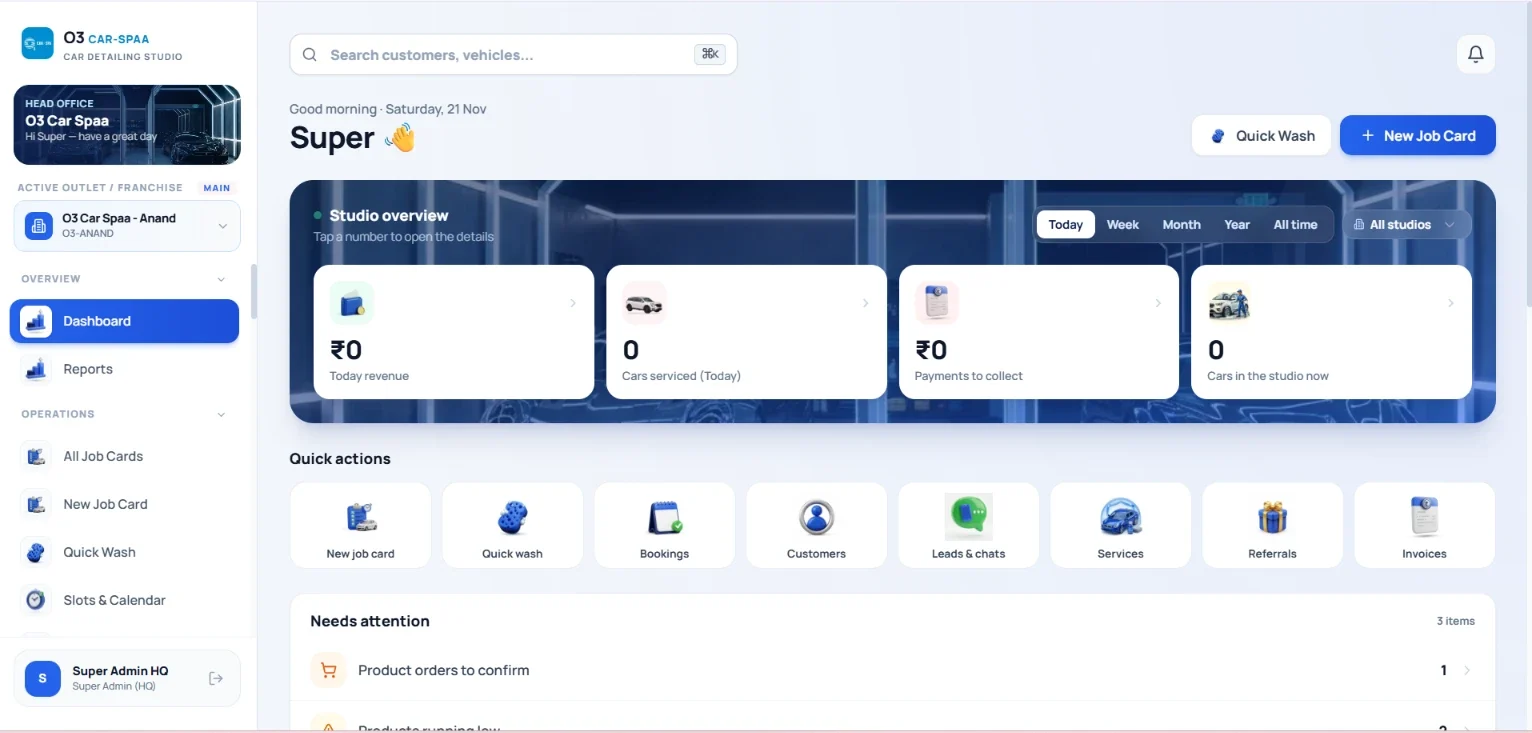 O3 CAR-SPAA
CAR DETAILING STUDIO
HEAD OFFICE
O3 Car Spaa
Hi Super — have a great day
ACTIVE OUTLET / FRANCHISE MAIN
O3 Car Spaa - Anand
O3-ANAND
OVERVIEW
Dashboard
Reports
OPERATIONS
All Job Cards
New Job Card
Quick Wash
Slots & Calendar
S
Super Admin HQ
Super Admin (HQ)
Search customers, vehicles...
⌘K
Good morning · Saturday, 21 Nov
Super 👋
Quick Wash
+ New Job Card
Studio overview
Tap a number to open the details
Today Week Month Year All time
All studios
₹0
Today revenue
0
Cars serviced (Today)
₹0
Payments to collect
0
Cars in the studio now
Quick actions
New job card
Quick wash
Bookings
Customers
Leads & chats
Services
Referrals
Invoices
Needs attention
3 items
Product orders to confirm
1
Products running low
2